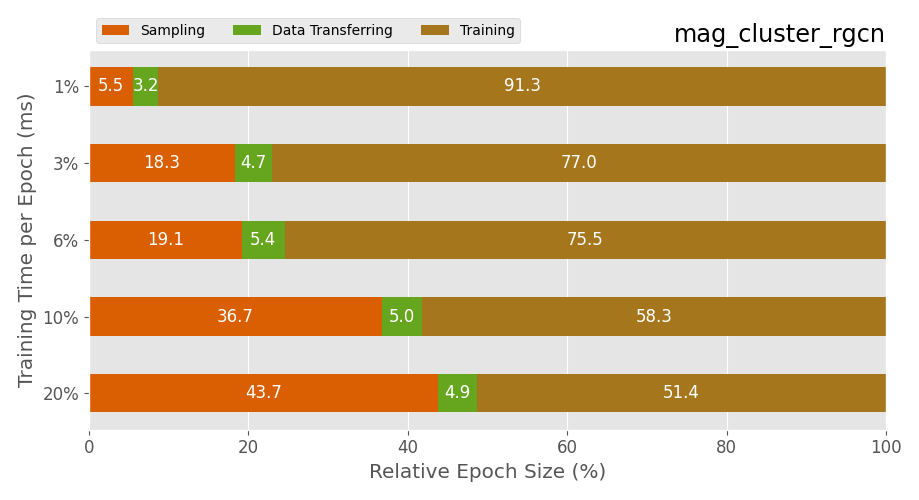 Sampling Data Transferring Training
mag_cluster_rgcn
Training Time per Epoch (ms)
1% 5.5 3.2 91.3
3% 18.3 4.7 77.0
6% 19.1 5.4 75.5
10% 36.7 5.0 58.3
20% 43.7 4.9 51.4
0 20 40 60 80 100
Relative Epoch Size (%)